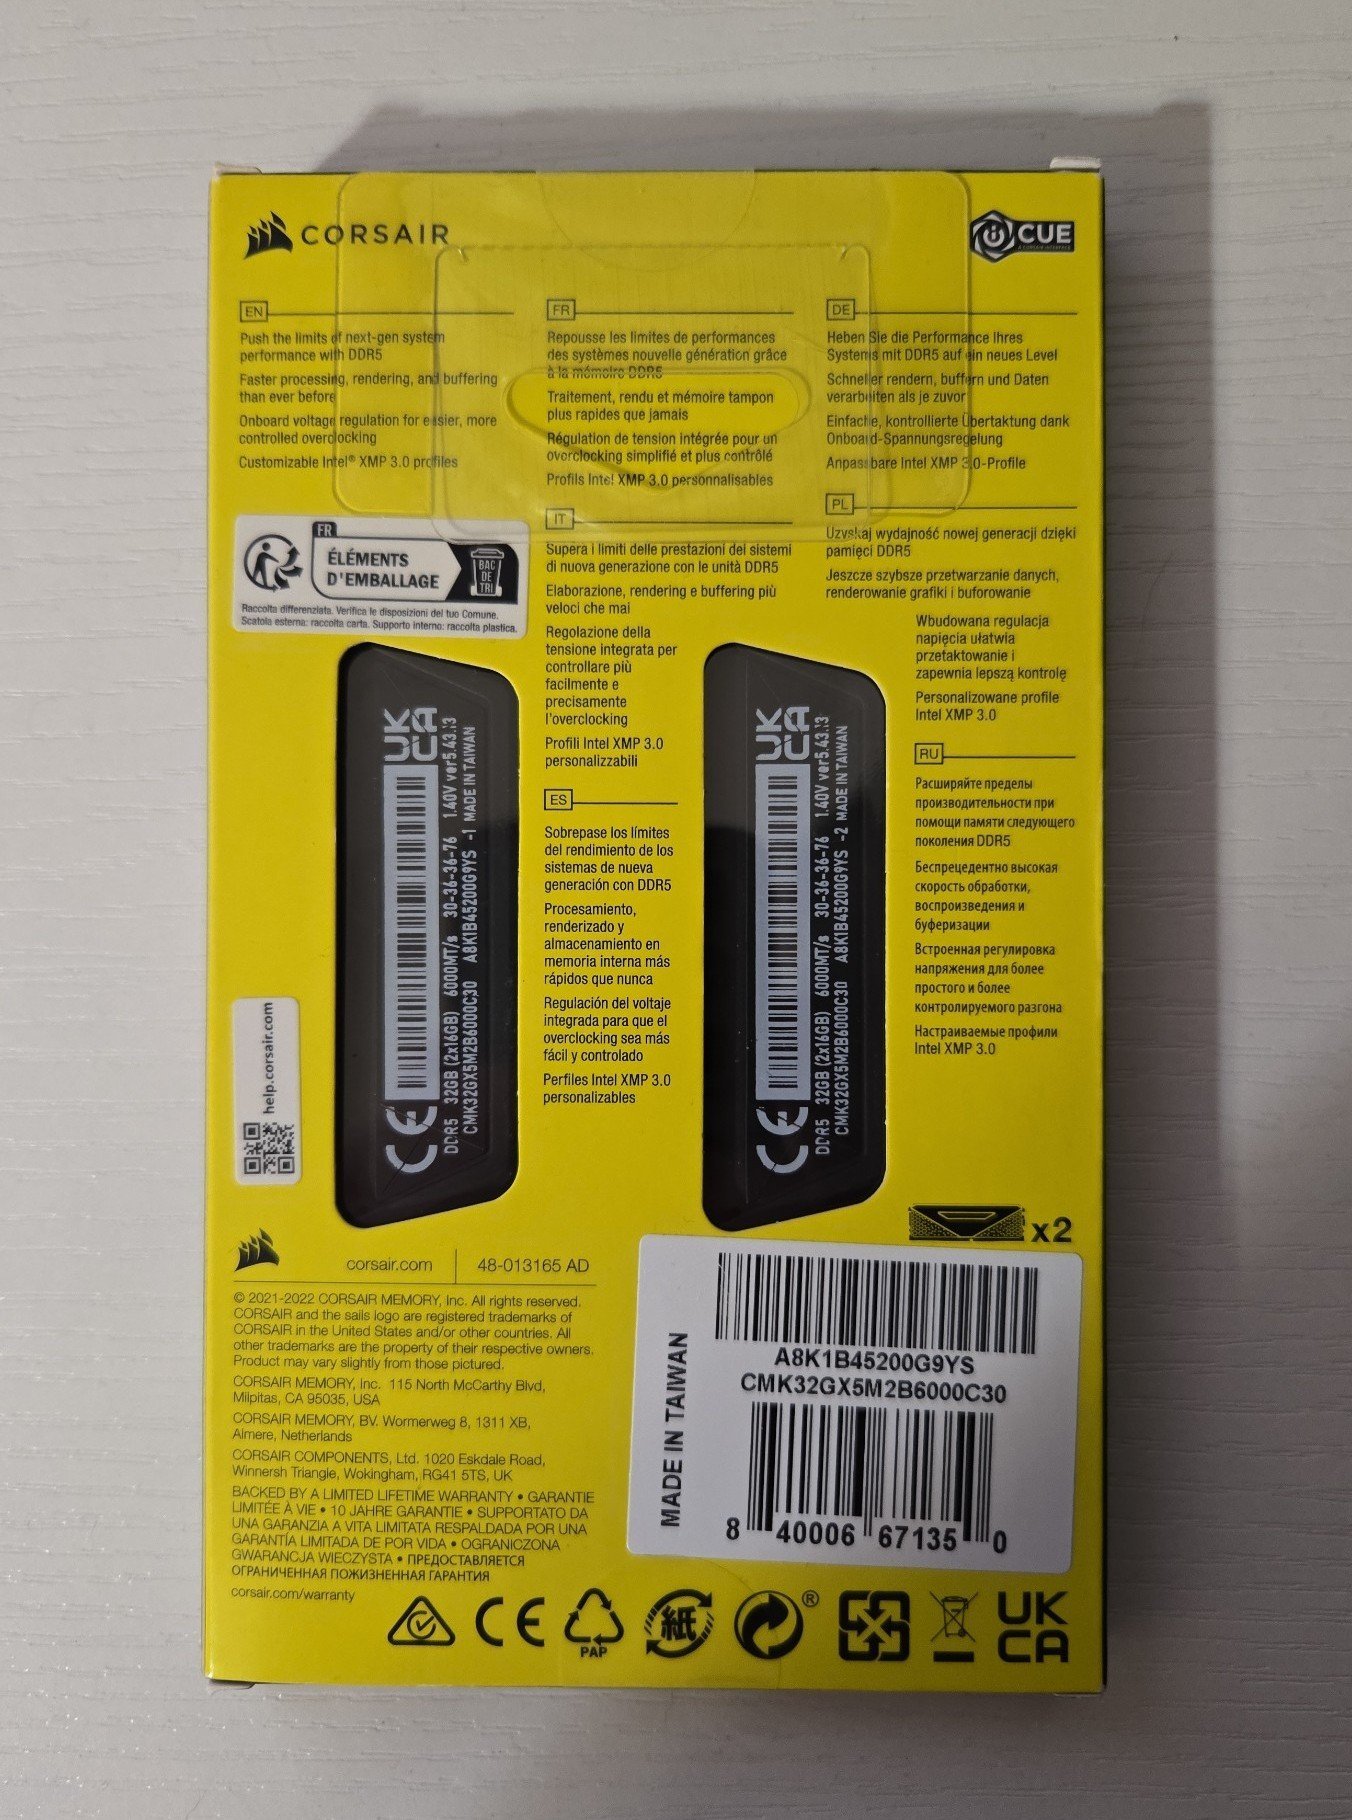 CORSAIR
iCUE
A CORSAIR INTERFACE
EN
Push the limits of next-gen system
performance with DDR5
Faster processing, rendering, and buffering
than ever before
Onboard voltage regulation for easier, more
controlled overclocking
Customizable Intel® XMP 3.0 profiles
FR
Repousse les limites de performances
des systèmes nouvelle génération grâce
à la mémoire DDR5
Traitement, rendu et mémoire tampon
plus rapides que jamais
Régulation de tension intégrée pour un
overclocking simplifié et plus contrôlé
Profils Intel XMP 3.0 personnalisables
DE
Heben Sie die Performance Ihres
Systems mit DDR5 auf ein neues Level
Schneller rendern, buffern und Daten
verarbeiten als je zuvor
Einfache, kontrollierte Übertaktung dank
Onboard-Spannungsregelung
Anpassbare Intel XMP 3.0-Profile
FR
ÉLÉMENTS
D'EMBALLAGE
BAC
DE
TRI
Raccolta differenziata. Verifica le disposizioni del tuo Comune.
Scatola esterna: raccolta carta. Supporto interno: raccolta plastica.
IT
Supera i limiti delle prestazioni dei sistemi
di nuova generazione con le unità DDR5
Elaborazione, rendering e buffering più
veloci che mai
Regolazione della
tensione integrata per
controllare più
facilmente e
precisamente
l'overclocking
Profili Intel XMP 3.0
personalizzabili
PL
Uzyskaj wydajność nowej generacji dzięki
pamięci DDR5
Jeszcze szybsze przetwarzanie danych,
renderowanie grafiki i buforowanie
Wbudowana regulacja
napięcia ułatwia
przetaktowanie i
zapewnia lepszą kontrolę
Personalizowane profile
Intel XMP 3.0
ES
Sobrepase los límites
del rendimiento de los
sistemas de nueva
generación con DDR5
Procesamiento,
renderizado y
almacenamiento en
memoria interna más
rápidos que nunca
Regulación del voltaje
integrada para que el
overclocking sea más
fácil y controlado
Perfiles Intel XMP 3.0
personalizables
RU
Расширяйте пределы
производительности при
помощи памяти следующего
поколения DDR5
Беспрецедентно высокая
скорость обработки,
воспроизведения и
буферизации
Встроенная регулировка
напряжения для более
простого и более
контролируемого разгона
Настраиваемые профили
Intel XMP 3.0
CE
UK
CA
DDR5 32GB (2x16GB) 6000MT/s 30-36-36-76 1.40V ver5.43.13
CMK32GX5M2B6000C30 A8K1B45200G9YS -1 MADE IN TAIWAN
CE
UK
CA
DDR5 32GB (2x16GB) 6000MT/s 30-36-36-76 1.40V ver5.43.13
CMK32GX5M2B6000C30 A8K1B45200G9YS -2 MADE IN TAIWAN
help.corsair.com
x2
corsair.com
48-013165 AD
© 2021-2022 CORSAIR MEMORY, Inc. All rights reserved.
CORSAIR and the sails logo are registered trademarks of
CORSAIR in the United States and/or other countries. All
other trademarks are the property of their respective owners.
Product may vary slightly from those pictured.
CORSAIR MEMORY, Inc. 115 North McCarthy Blvd,
Milpitas, CA 95035, USA
CORSAIR MEMORY, BV. Wormerweg 8, 1311 XB,
Almere, Netherlands
CORSAIR COMPONENTS, Ltd. 1020 Eskdale Road,
Winnersh Triangle, Wokingham, RG41 5TS, UK
BACKED BY A LIMITED LIFETIME WARRANTY • GARANTIE
LIMITÉE À VIE • 10 JAHRE GARANTIE • SUPPORTATO DA
UNA GARANZIA A VITA LIMITATA RESPALDADA POR UNA
GARANTÍA LIMITADA DE POR VIDA • OGRANICZONA
GWARANCJA WIECZYSTA • ПРЕДОСТАВЛЯЕТСЯ
ОГРАНИЧЕННАЯ ПОЖИЗНЕННАЯ ГАРАНТИЯ
corsair.com/warranty
MADE IN TAIWAN
A8K1B45200G9YS
CMK32GX5M2B6000C30
8 40006 67135 0
CE
PAP
紙
®
UK
CA